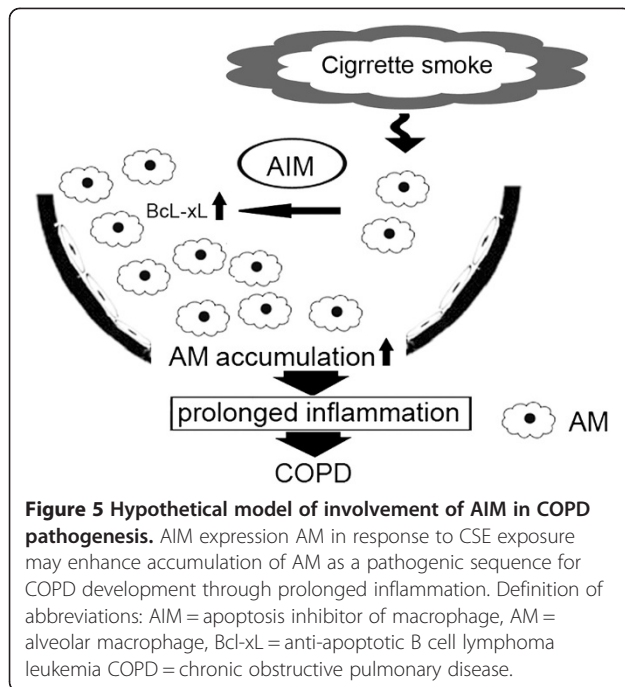 Cigrrette smoke
AIM
BcL-xL
AM accumulation
prolonged inflammation
AM
COPD
Figure 5 Hypothetical model of involvement of AIM in COPD
pathogenesis. AIM expression AM in response to CSE exposure
may enhance accumulation of AM as a pathogenic sequence for
COPD development through prolonged inflammation. Definition of
abbreviations: AIM = apoptosis inhibitor of macrophage, AM =
alveolar macrophage, Bcl-xL = anti-apoptotic B cell lymphoma
leukemia COPD = chronic obstructive pulmonary disease.